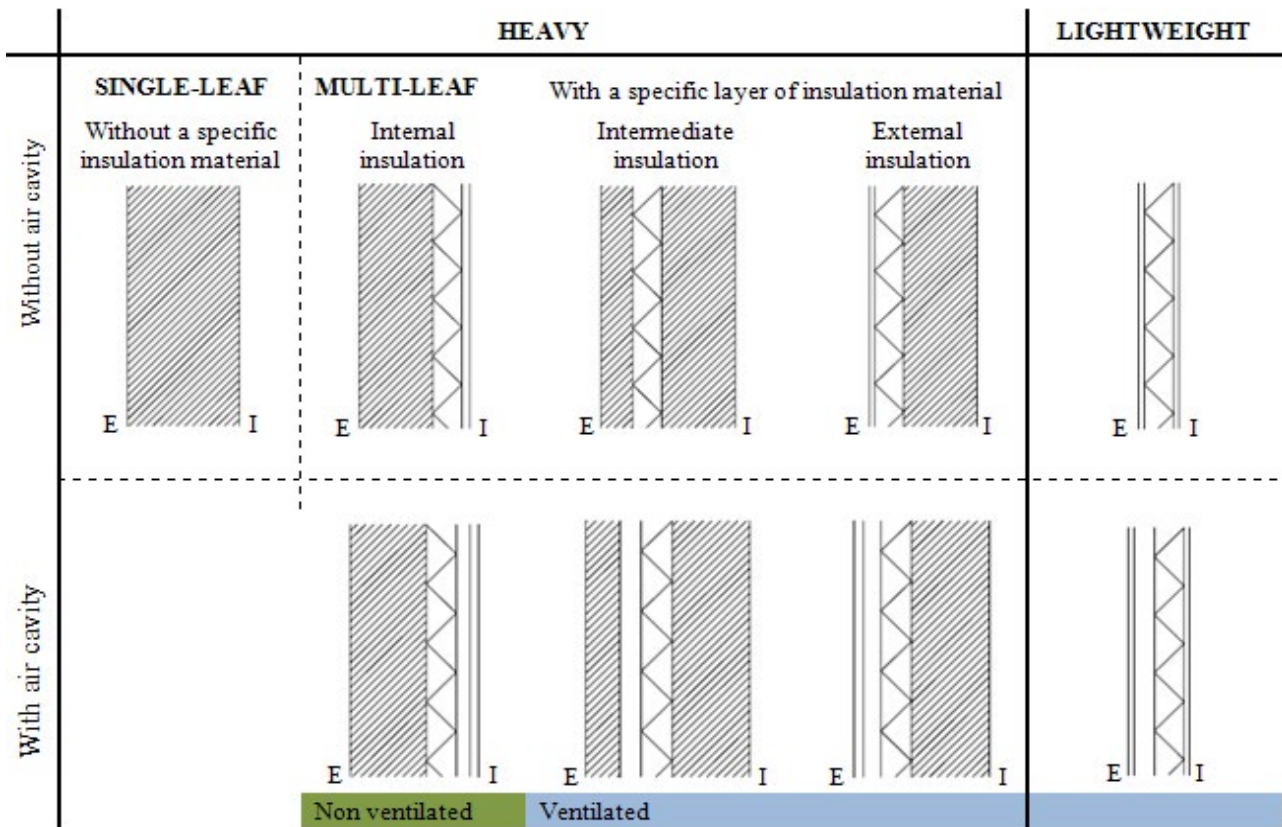 HEAVY
LIGHTWEIGHT
SINGLE-LEAF
MULTI-LEAF
With a specific layer of insulation material
Without a specific
insulation material
Internal
insulation
Intermediate
insulation
External
insulation
Without air cavity
E I
E I
E I
E I
E I
With air cavity
E I
E I
E I
E I
Non ventilated
Ventilated